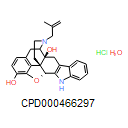 N
OH
HO
O
N
H
HCl H₂O
CPD000466297